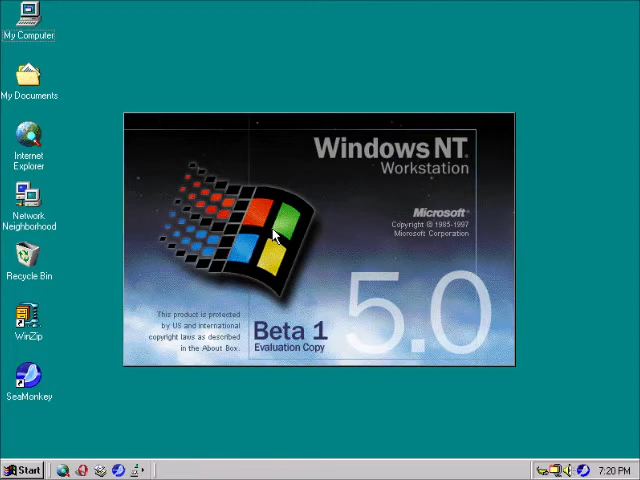 My Computer
My Documents
Internet
Explorer
Network
Neighborhood
Recycle Bin
WinZip
SeaMonkey
Windows NT
Workstation
Microsoft
Copyright © 1985-1997
Microsoft Corporation
5.0
This product is protected
by US and international
copyright laws as described
in the About Box.
Beta 1
Evaluation Copy
Start
7:20 PM